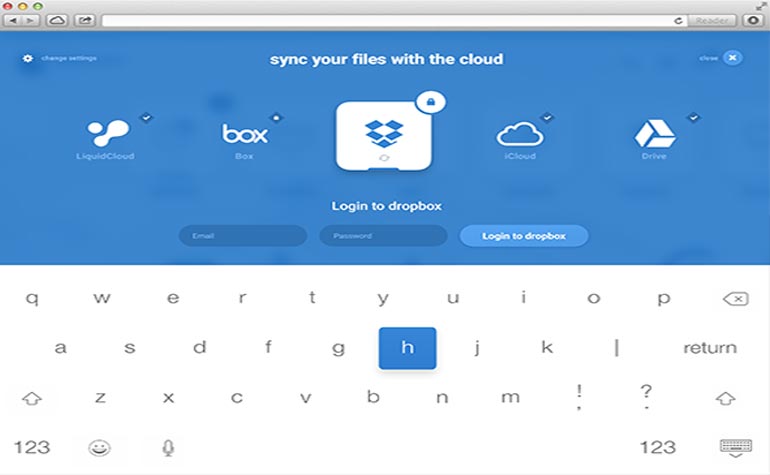 Reader
change settings
sync your files with the cloud
close
LiquidCloud
box
Box
iCloud
Drive
Login to dropbox
Email Password Login to dropbox
q w e r t y u i o p
a s d f g h j k l return
z x c v b n m ! , ? .
123 123